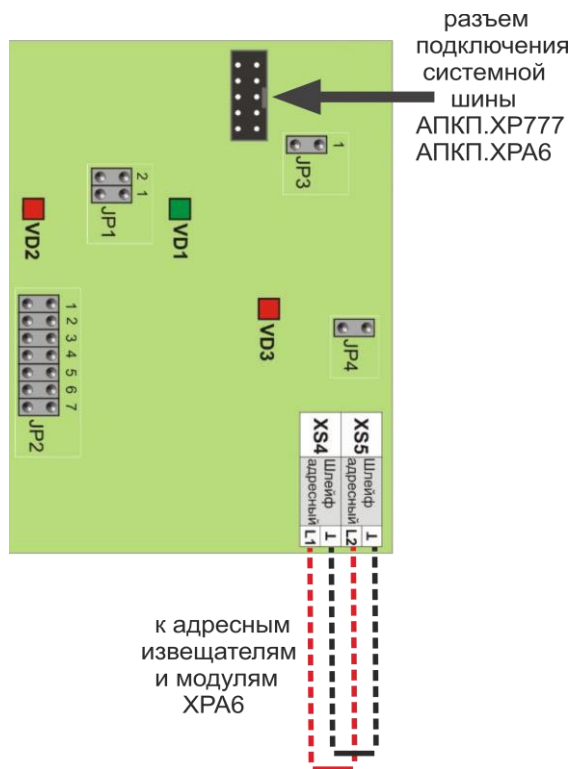 разъем
подключения
системной
шины
АПКП.ХР777
АПКП.ХРА6
1
JP3
2
1
JP1
VD2
VD1
VD3
JP4
1
2
3
4
5
6
7
JP2
XS4
XS5
Шлейф
адресный
Шлейф
адресный
L1
⊥
L2
⊥
к адресным
извещателям
и модулям
ХРА6